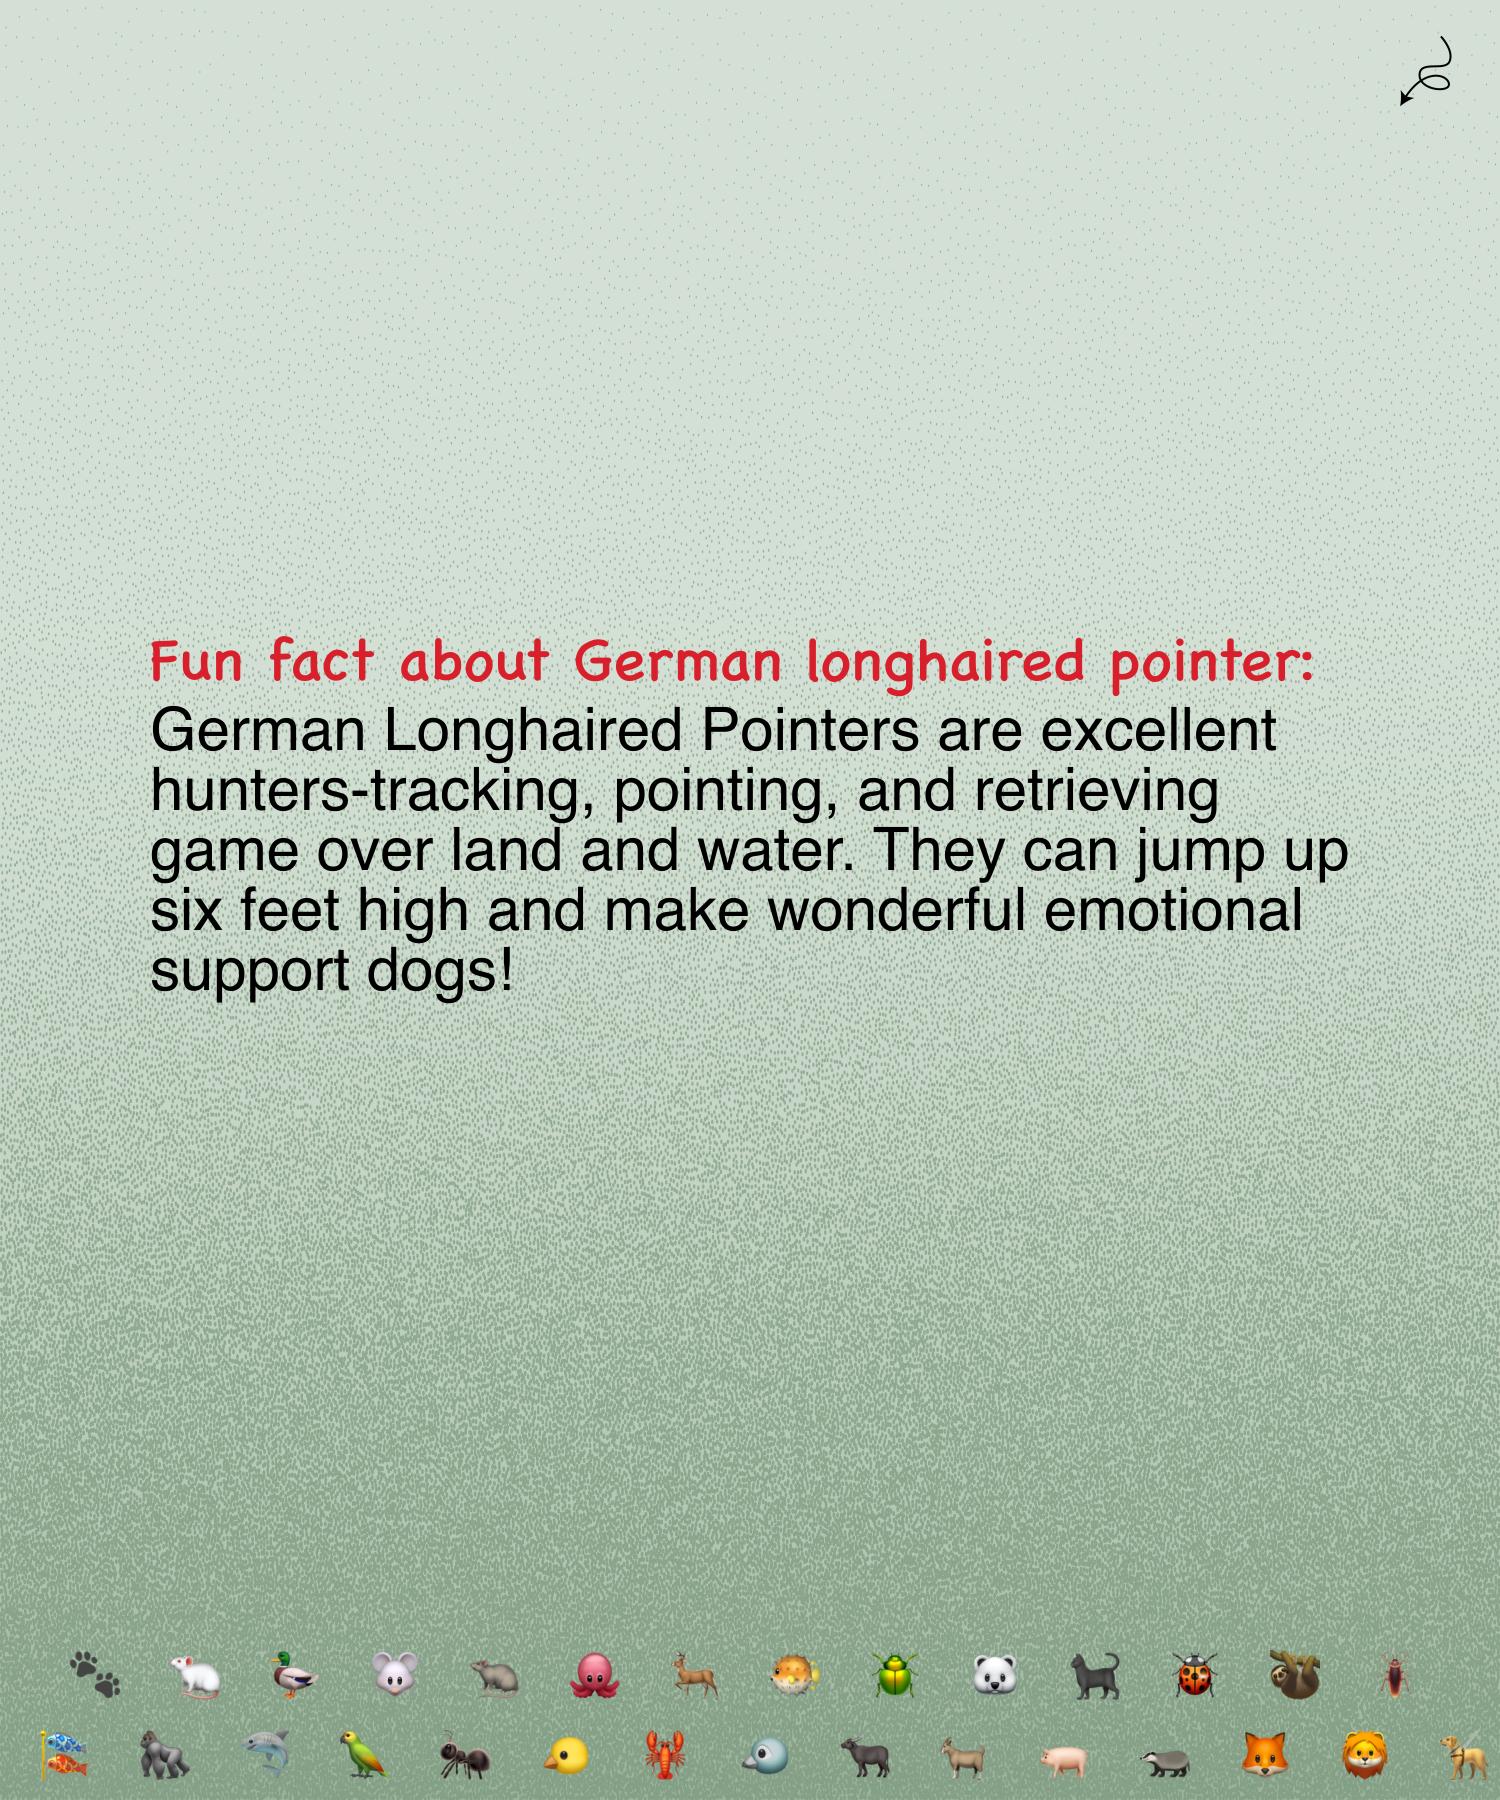 Fun fact about German longhaired pointer:
German Longhaired Pointers are excellent
hunters-tracking, pointing, and retrieving
game over land and water. They can jump up
six feet high and make wonderful emotional
support dogs!